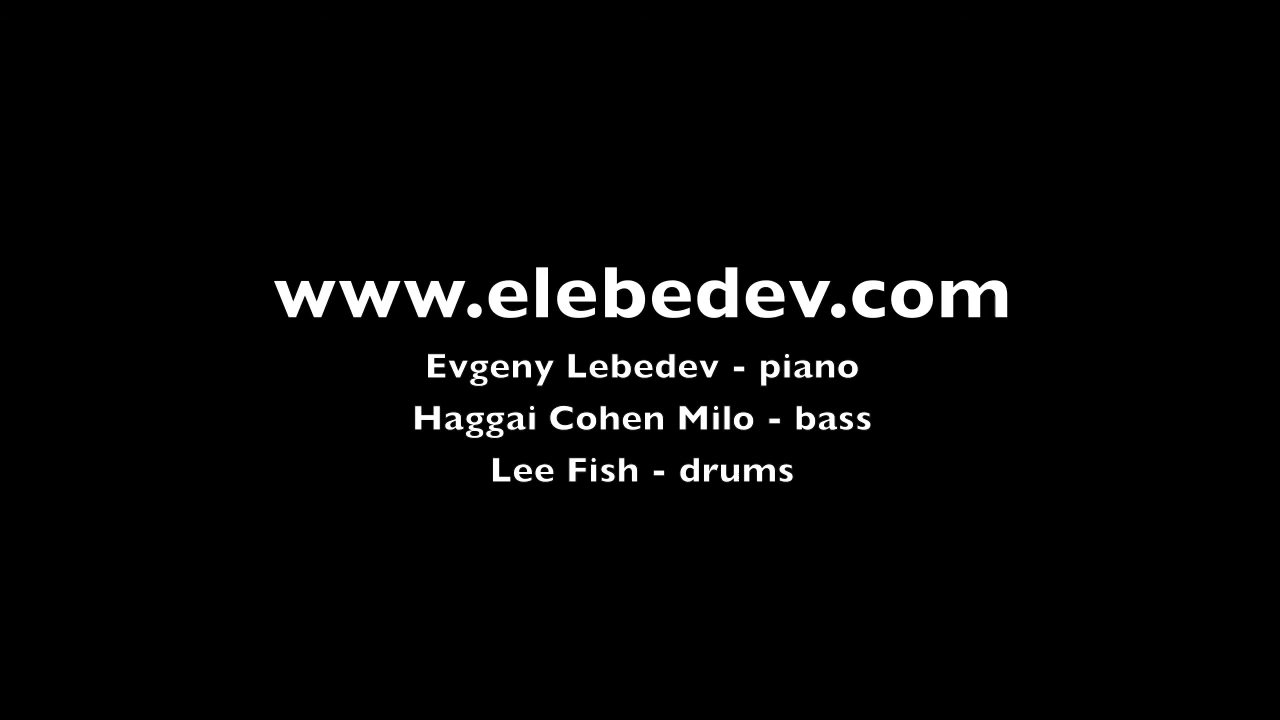 www.elebedev.com
Evgeny Lebedev - piano
Haggai Cohen Milo - bass
Lee Fish - drums